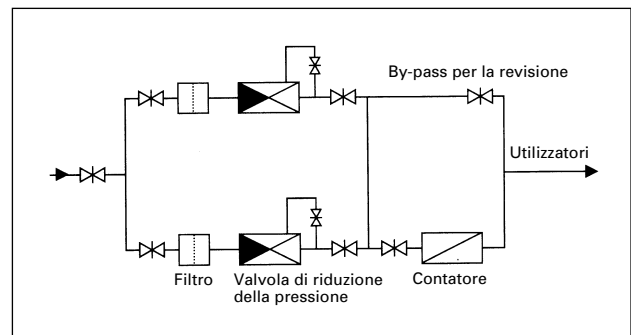 By-pass per la revisione
Utilizzatori
Filtro
Valvola di riduzione
della pressione
Contatore